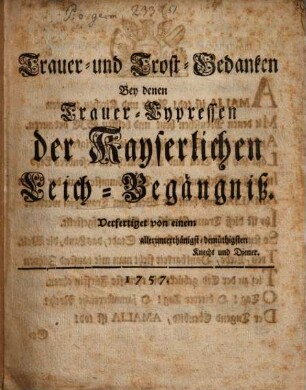 Trauer-und Trost-Gedanken
Bey denen
Trauer-Cypressen
der Kayserlichen
Leich-Begängniß.
Verfertiget von einem
allerunterthänigst-demüthigsten
Knecht und Diener.
1757.